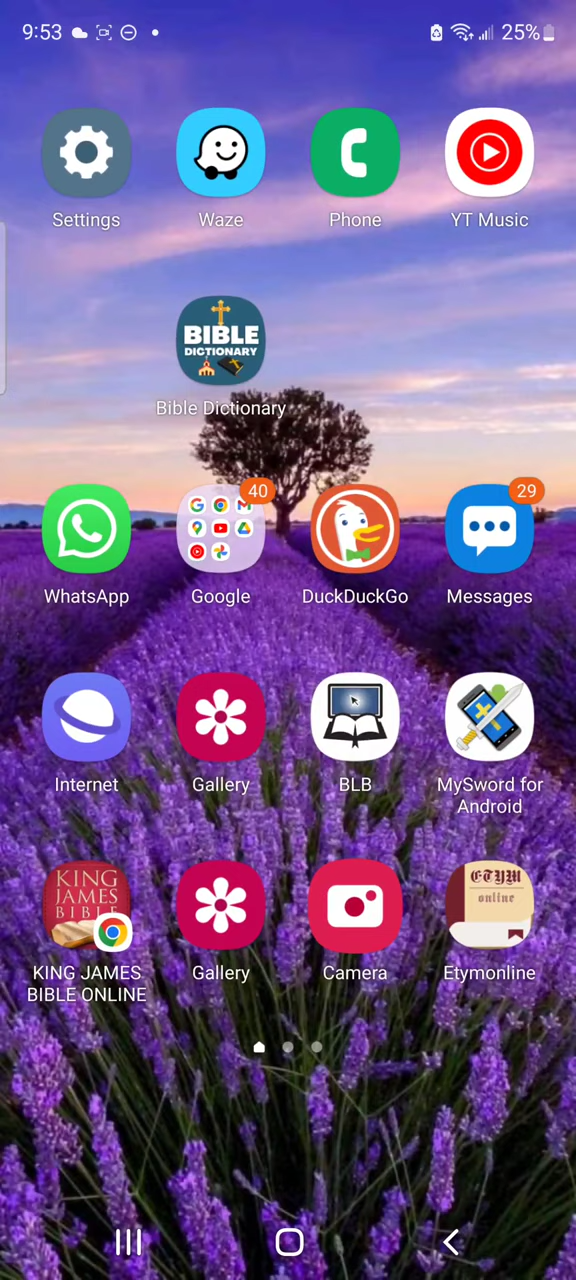 9:53
25%
Settings
Waze
Phone
YT Music
BIBLE
DICTIONARY
Bible Dictionary
40
29
WhatsApp
Google
DuckDuckGo
Messages
Internet
Gallery
BLB
MySword for
Android
KING JAMES
BIBLE
ETYM
online
KING JAMES
BIBLE ONLINE
Gallery
Camera
Etymonline